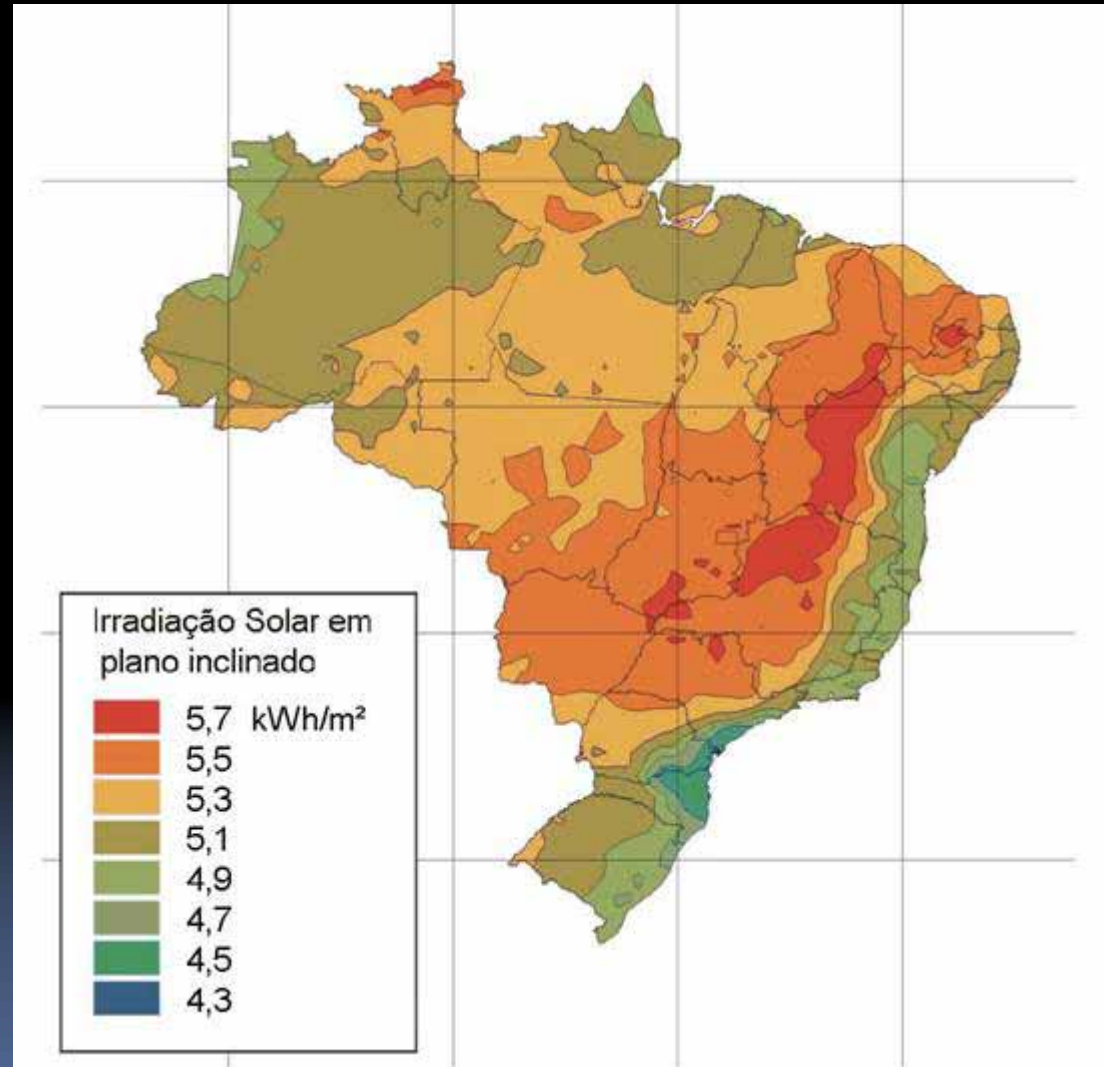 Irradiação Solar em
plano inclinado
5,7 kWh/m²
5,5
5,3
5,1
4,9
4,7
4,5
4,3